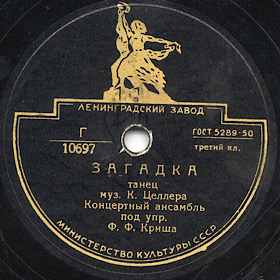 ЛЕНИНГРАДСКИЙ ЗАВОД
Г
10697
ГОСТ 5289-50
третий кл.
ЗАГАДКА
танец
муз. К. Целлера
Концертный ансамбль
под упр.
Ф. Ф. Криша
МИНИСТЕРСТВО КУЛЬТУРЫ СССР